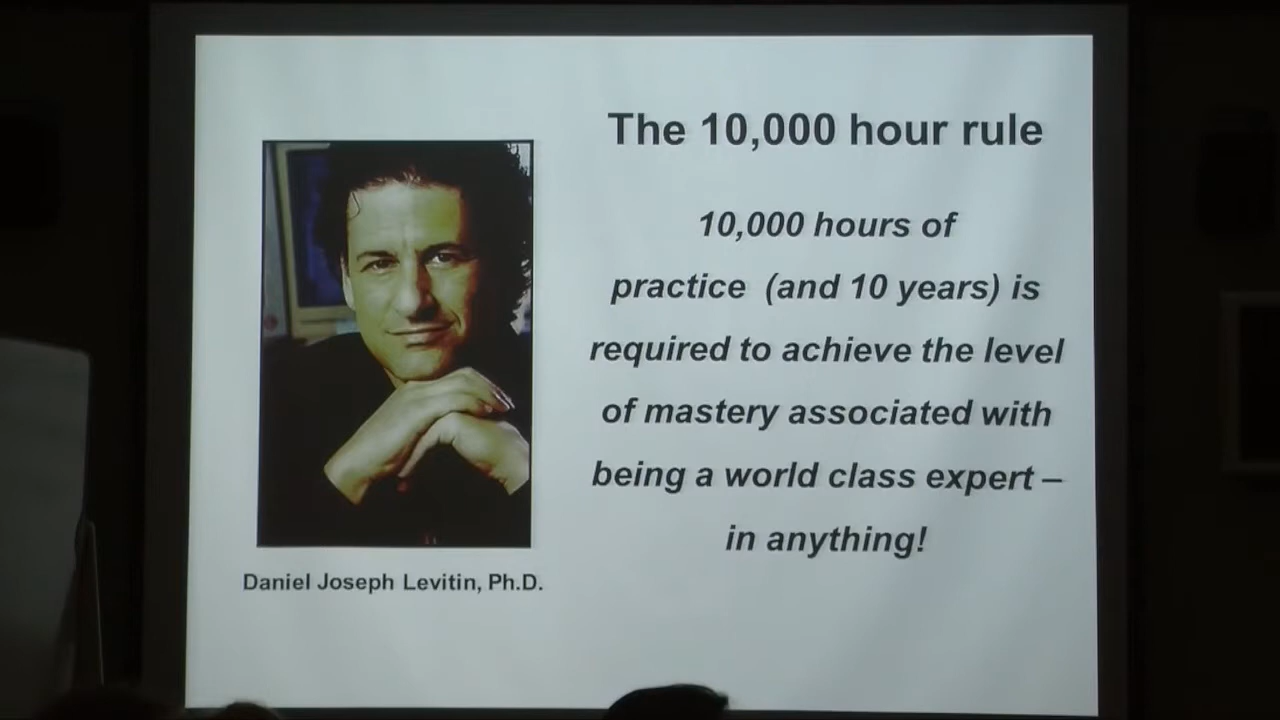 The 10,000 hour rule
10,000 hours of
practice (and 10 years) is
required to achieve the level
of mastery associated with
being a world class expert –
in anything!
Daniel Joseph Levitin, Ph.D.